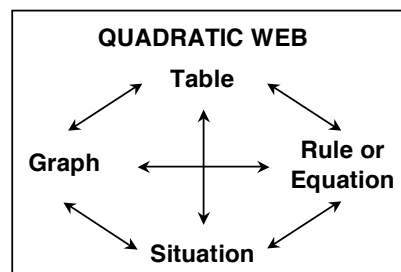 QUADRATIC WEB
Table
Graph
Rule or
Equation
Situation